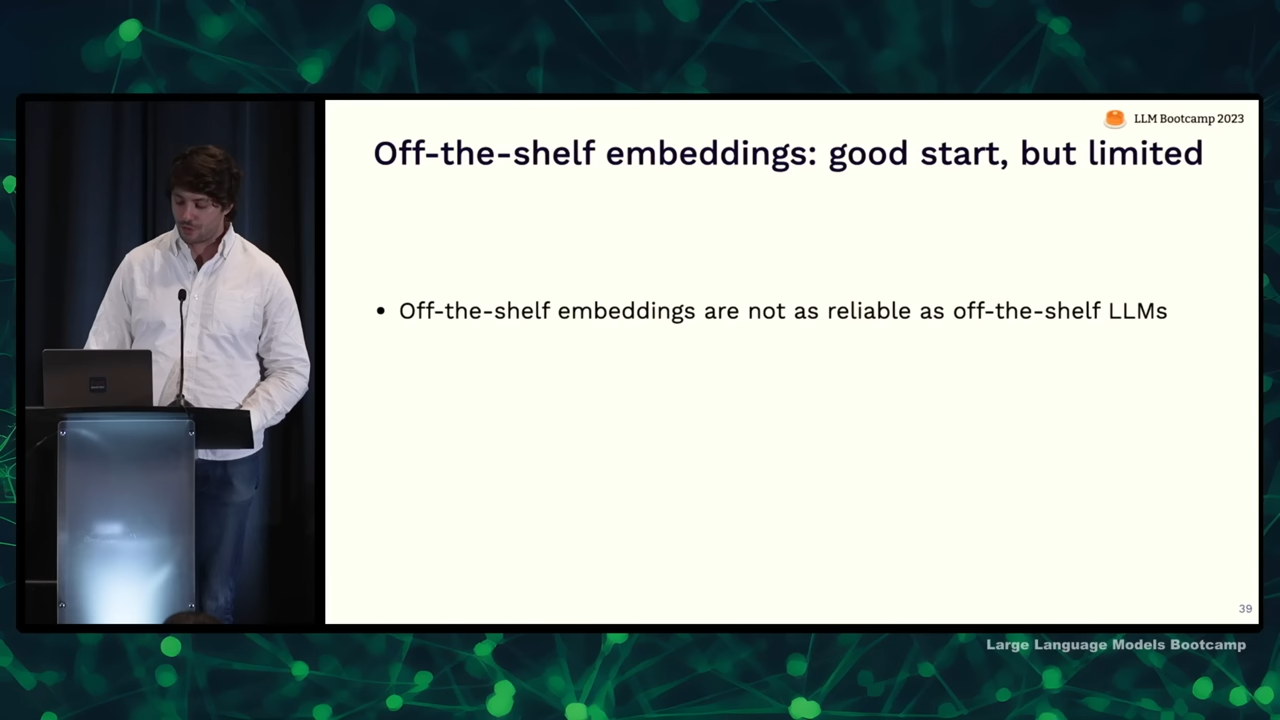 LLM Bootcamp 2023
Off-the-shelf embeddings: good start, but limited
• Off-the-shelf embeddings are not as reliable as off-the-shelf LLMs
39
Large Language Models Bootcamp